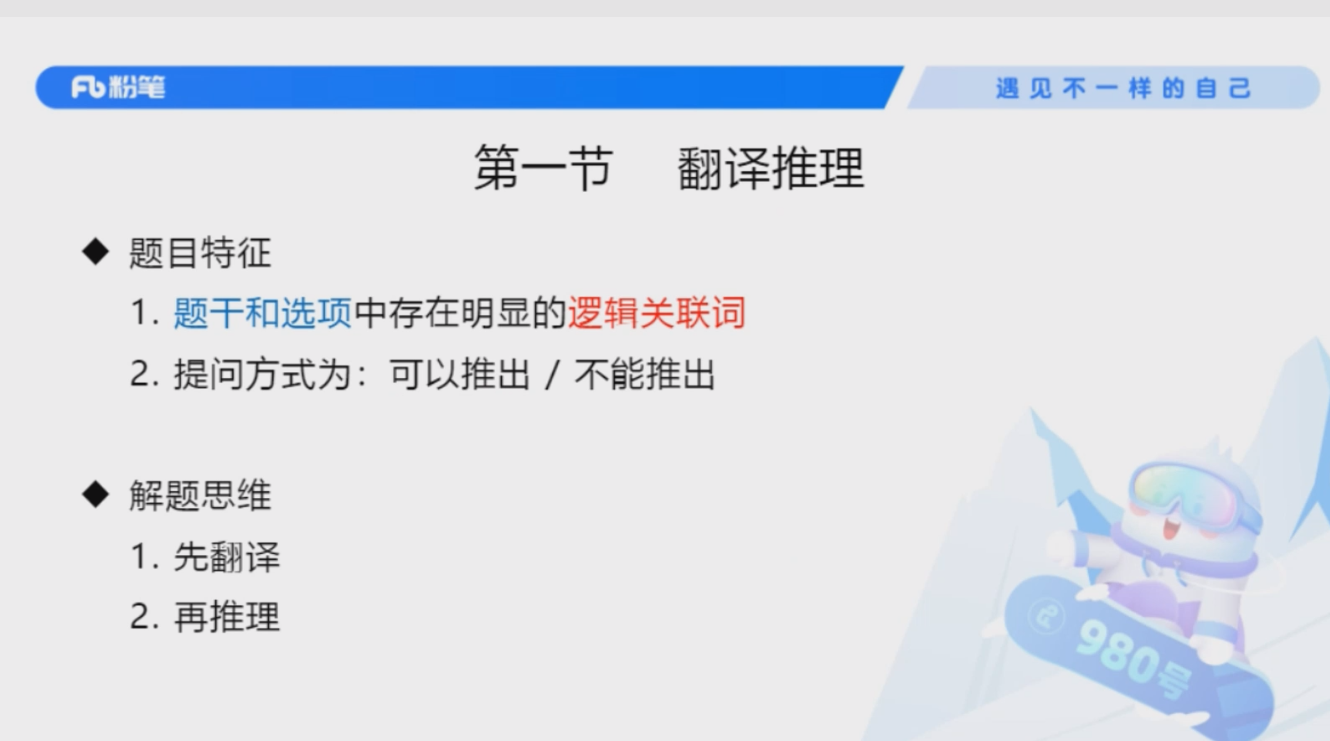 粉笔
遇见不一样的自己
第一节 翻译推理
◆ 题目特征
1. 题干和选项中存在明显的逻辑关联词
2. 提问方式为：可以推出 / 不能推出
◆ 解题思维
1. 先翻译
2. 再推理
980号